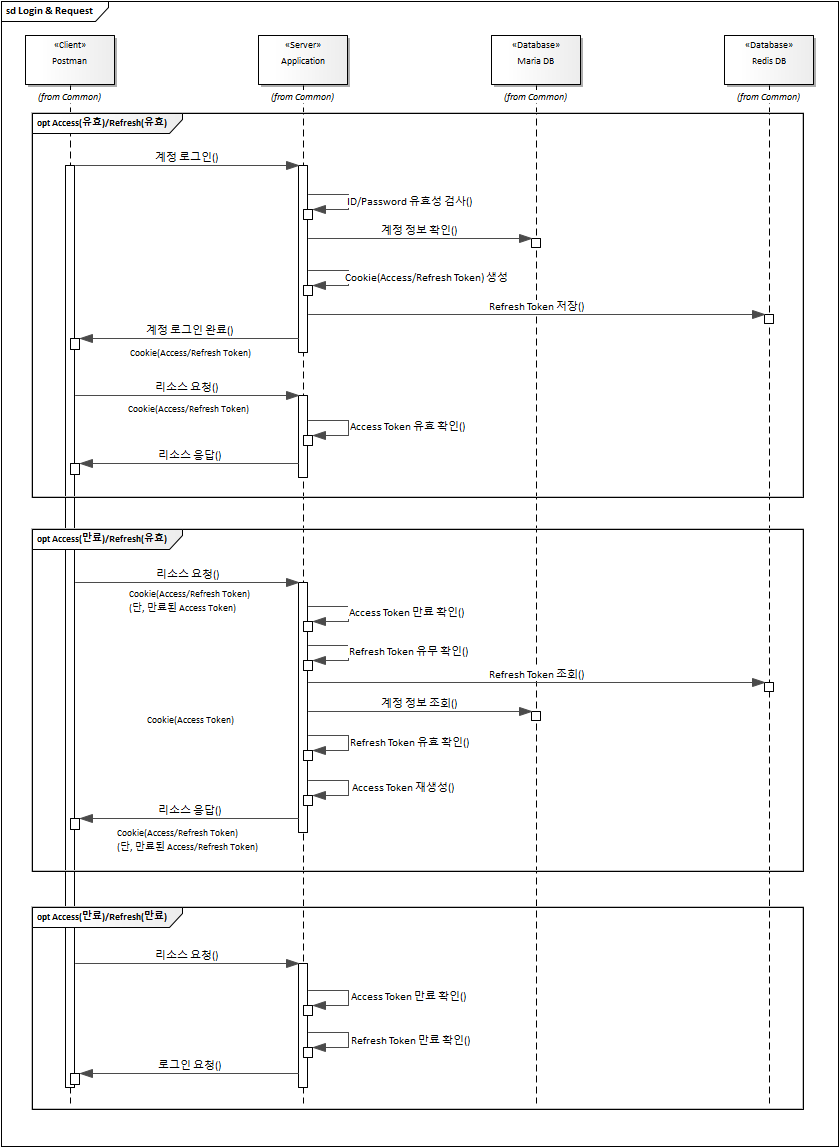 sd Login & Request
«Client»
Postman
(from Common)
«Server»
Application
(from Common)
«Database»
Maria DB
(from Common)
«Database»
Redis DB
(from Common)
opt Access(유효)/Refresh(유효)
계정 로그인()
ID/Password 유효성 검사()
계정 정보 확인()
Cookie(Access/Refresh Token) 생성
Refresh Token 저장()
계정 로그인 완료()
Cookie(Access/Refresh Token)
리소스 요청()
Cookie(Access/Refresh Token)
Access Token 유효 확인()
리소스 응답()
opt Access(만료)/Refresh(유효)
리소스 요청()
Cookie(Access/Refresh Token)
(단, 만료된 Access Token)
Access Token 만료 확인()
Refresh Token 유무 확인()
Refresh Token 조회()
계정 정보 조회()
Cookie(Access Token)
Refresh Token 유효 확인()
Access Token 재생성()
리소스 응답()
Cookie(Access/Refresh Token)
(단, 만료된 Access/Refresh Token)
opt Access(만료)/Refresh(만료)
리소스 요청()
Access Token 만료 확인()
Refresh Token 만료 확인()
로그인 요청()